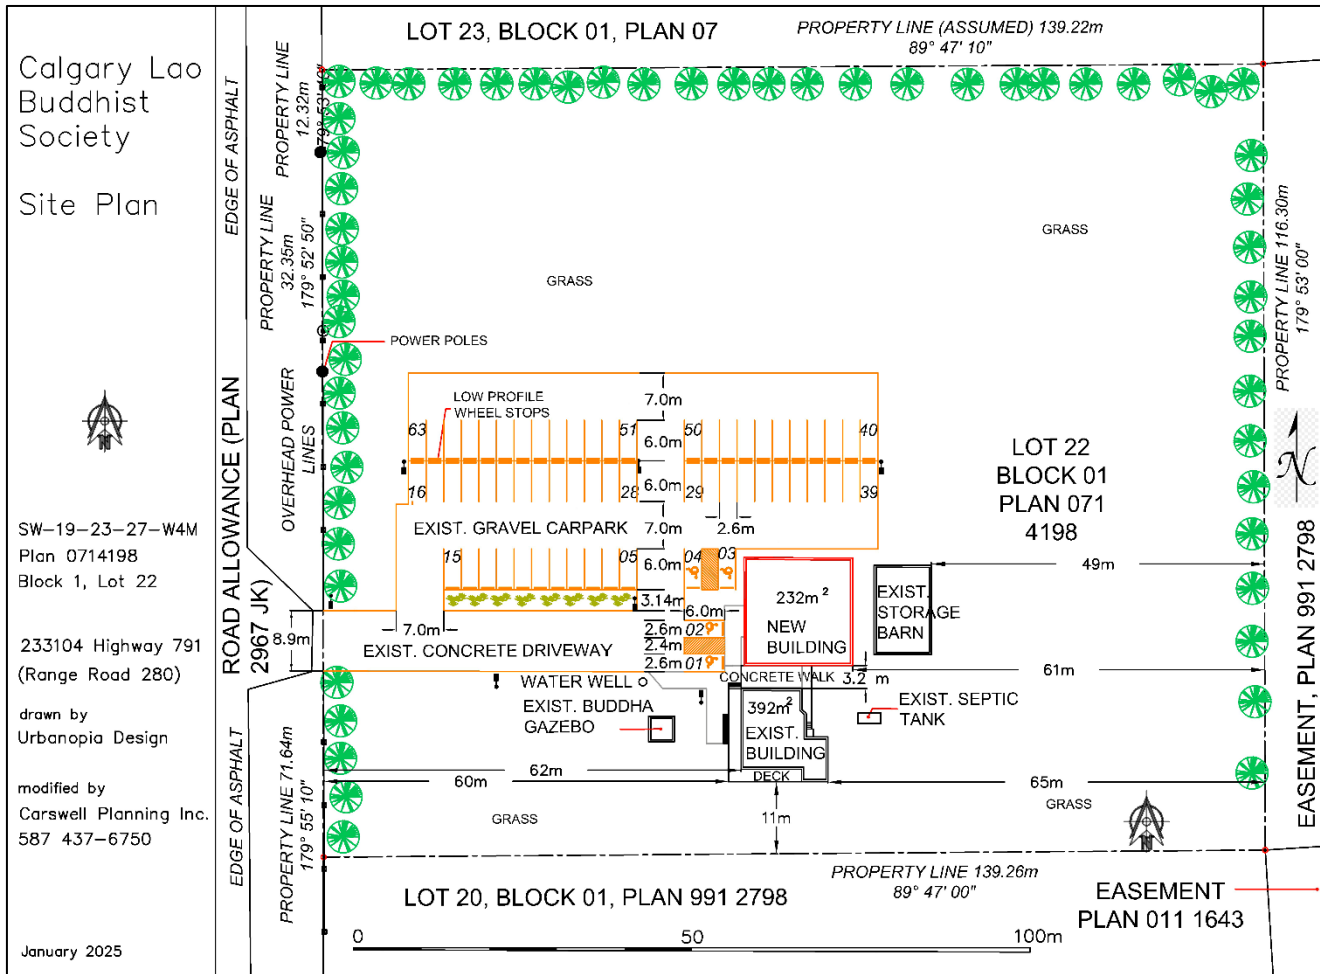 Calgary Lao
Buddhist
Society
Site Plan
SW-19-23-27-W4M
Plan 0714198
Block 1, Lot 22
233104 Highway 791
(Range Road 280)
drawn by
Urbanopia Design
modified by
Carswell Planning Inc.
587 437-6750
January 2025
EDGE OF ASPHALT
ROAD ALLOWANCE (PLAN
2967 JK)
EDGE OF ASPHALT
PROPERTY LINE
12.32m
PROPERTY LINE
32.35m
179° 52' 50"
OVERHEAD POWER
LINES
PROPERTY LINE 71.64m
179° 55' 10"
LOT 23, BLOCK 01, PLAN 07
PROPERTY LINE (ASSUMED) 139.22m
89° 47' 10"
GRASS
GRASS
POWER POLES
LOW PROFILE
WHEEL STOPS
7.0m
63
51
6.0m
50
40
16
28
6.0m
29
39
EXIST. GRAVEL CARPARK
7.0m
2.6m
15
05
6.0m
04
03
3.14m
6.0m
8.9m
7.0m
EXIST. CONCRETE DRIVEWAY
2.6m
02
2.4m
2.6m
01
232m²
NEW
BUILDING
EXIST.
STORAGE
BARN
49m
LOT 22
BLOCK 01
PLAN 071
4198
61m
CONCRETE WALK
3.2 m
WATER WELL
EXIST. BUDDHA
GAZEBO
392m²
EXIST.
BUILDING
DECK
EXIST. SEPTIC
TANK
62m
60m
65m
11m
GRASS
GRASS
N
N
N
PROPERTY LINE 116.30m
179° 53' 00"
EASEMENT, PLAN 991 2798
LOT 20, BLOCK 01, PLAN 991 2798
PROPERTY LINE 139.26m
89° 47' 00"
EASEMENT
PLAN 011 1643
0
50
100m